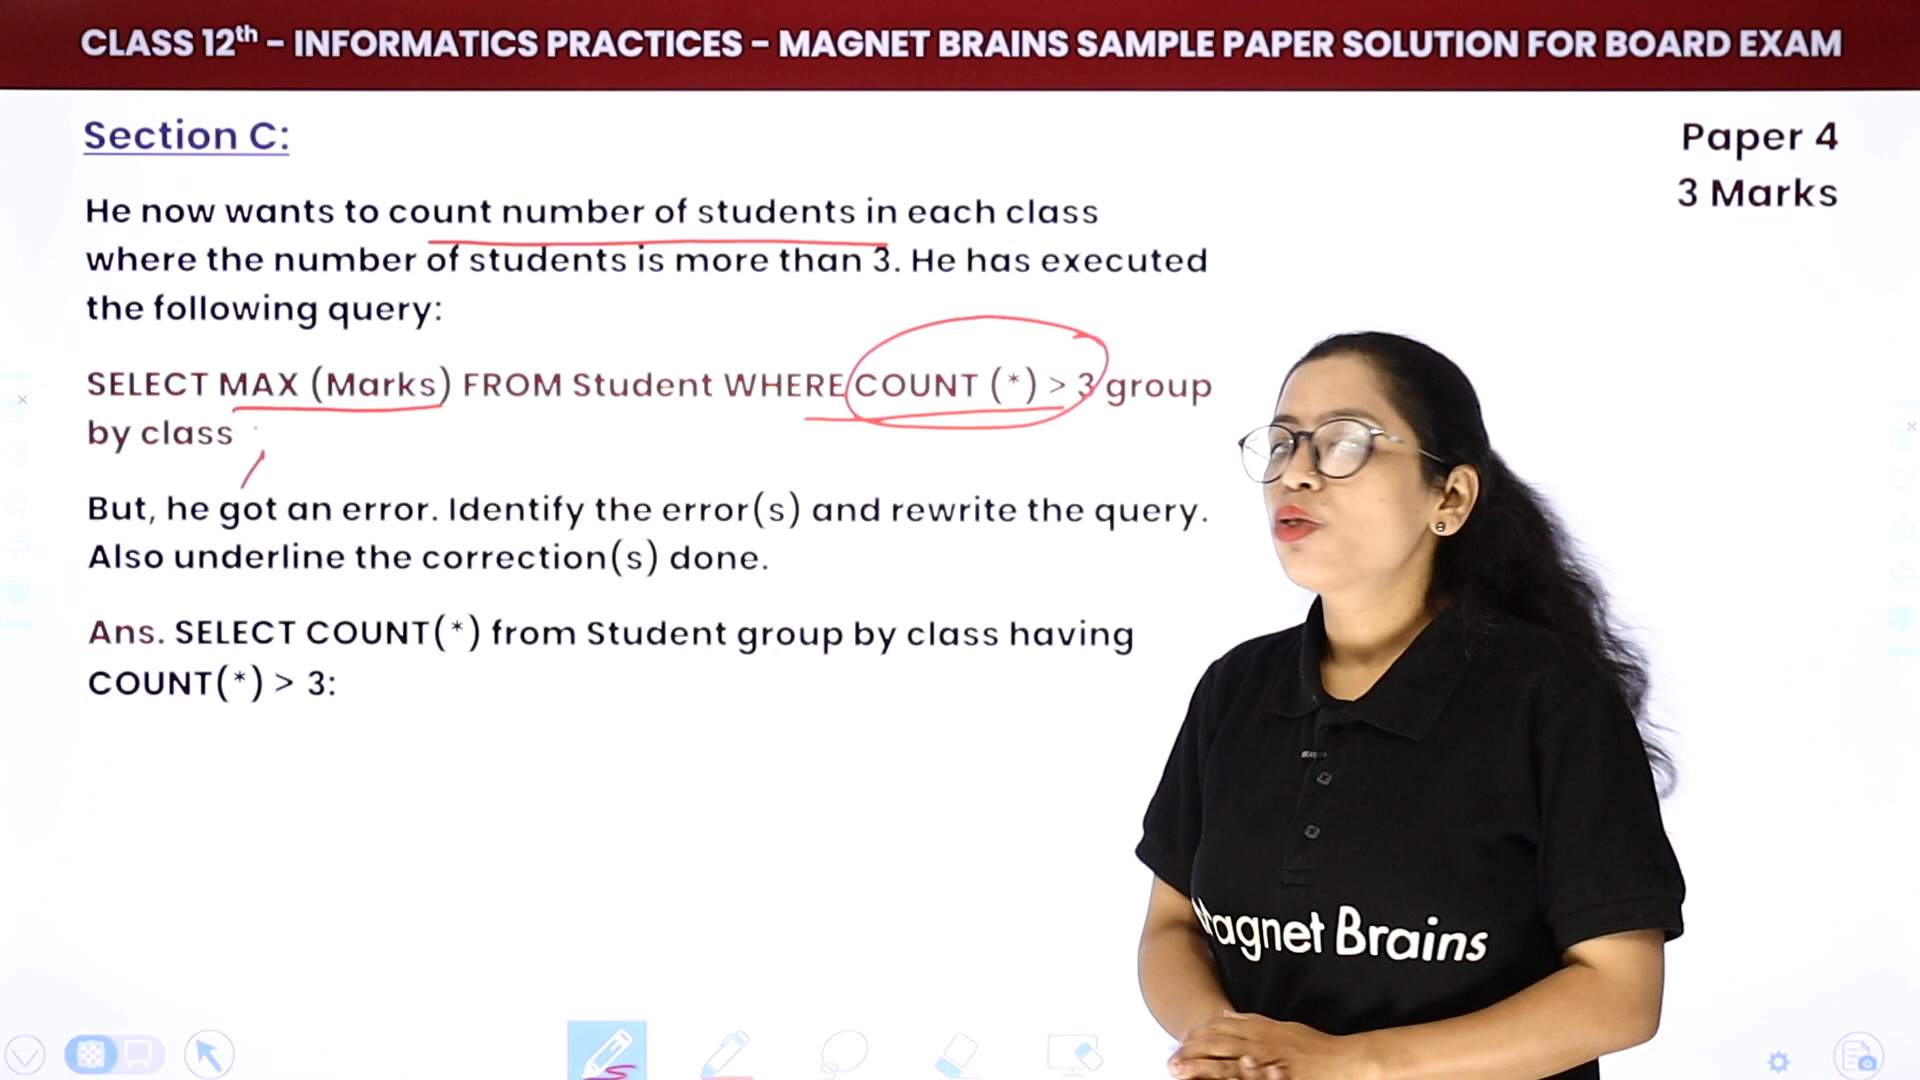 CLASS 12th – INFORMATICS PRACTICES – MAGNET BRAINS SAMPLE PAPER SOLUTION FOR BOARD EXAM
Section C:
Paper 4
3 Marks
He now wants to count number of students in each class
where the number of students is more than 3. He has executed
the following query:
SELECT MAX (Marks) FROM Student WHERE COUNT (*) > 3 group
by class
But, he got an error. Identify the error(s) and rewrite the query.
Also underline the correction(s) done.
Ans. SELECT COUNT(*) from Student group by class having
COUNT(*) > 3:
Magnet Brains